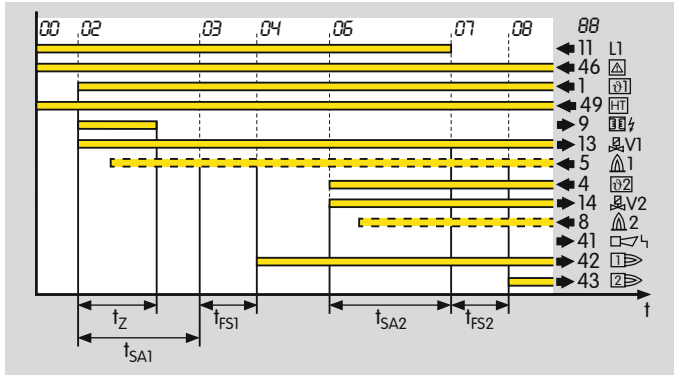 00 02 03 04 06 07 08 88
11 L1
46
1 ϑ1
49 HT
9
13 V1
5 1
4 ϑ2
14 V2
8 2
41
42 1
43 2
t
tZ tFS1 tSA2 tFS2
tSA1